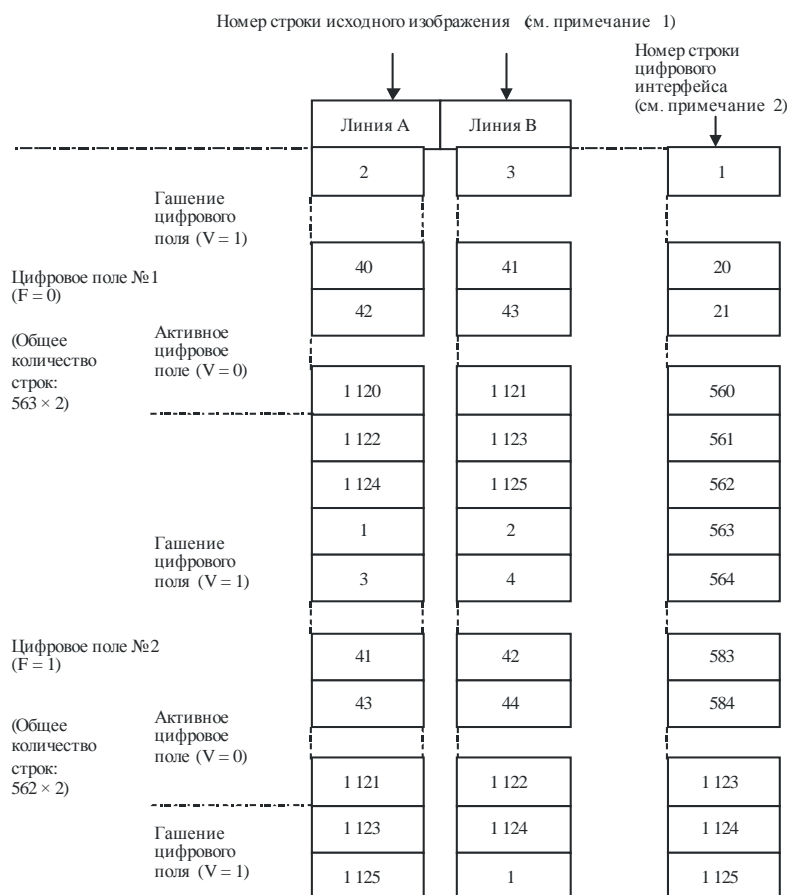 Номер строки исходного изображения (см. примечание 1)
Номер строки
цифрового
интерфейса
(см. примечание 2)
Линия A
Линия B
2
3
1
Гашение
цифрового
поля (V = 1)
40
41
20
Цифровое поле №1
(F = 0)
42
43
21
(Общее
количество
строк:
563 × 2)
Активное
цифровое
поле (V = 0)
1 120
1 121
560
1 122
1 123
561
1 124
1 125
562
1
2
563
Гашение
цифрового
поля (V = 1)
3
4
564
Цифровое поле №2
(F = 1)
41
42
583
43
44
584
(Общее
количество
строк:
562 × 2)
Активное
цифровое
поле (V = 0)
1 121
1 122
1 123
1 123
1 124
1 124
Гашение
цифрового
поля (V = 1)
1 125
1
1 125